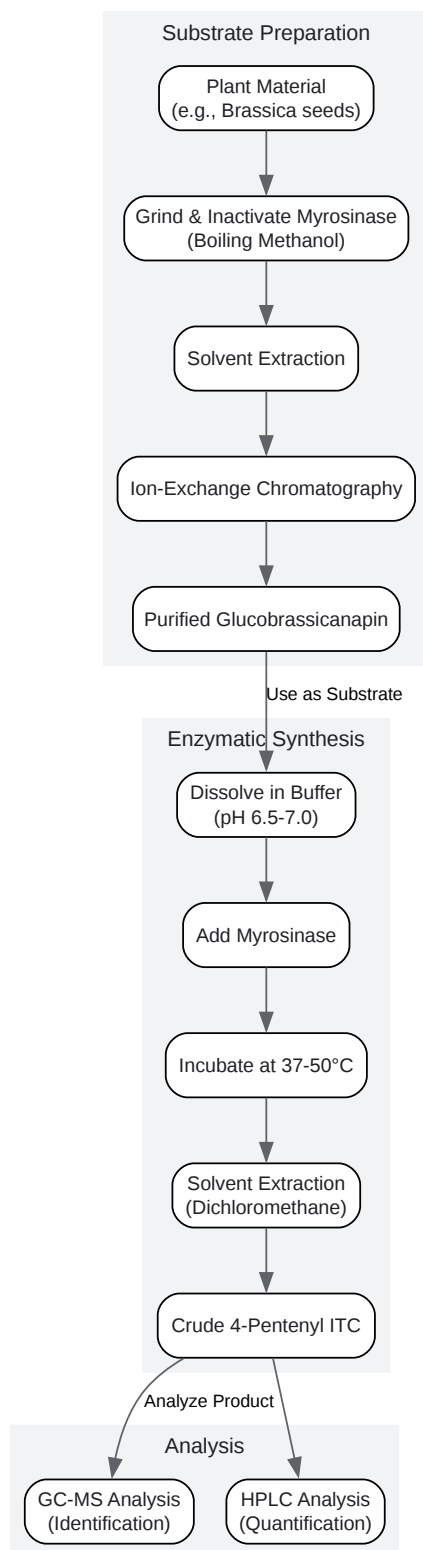 Substrate Preparation
Plant Material
(e.g., Brassica seeds)
Grind & Inactivate Myrosinase
(Boiling Methanol)
Solvent Extraction
Ion-Exchange Chromatography
Purified Glucobrassicanapin
Use as Substrate
Enzymatic Synthesis
Dissolve in Buffer
(pH 6.5-7.0)
Add Myrosinase
Incubate at 37-50°C
Solvent Extraction
(Dichloromethane)
Crude 4-Pentenyl ITC
Analyze Product
Analysis
GC-MS Analysis
(Identification)
HPLC Analysis
(Quantification)